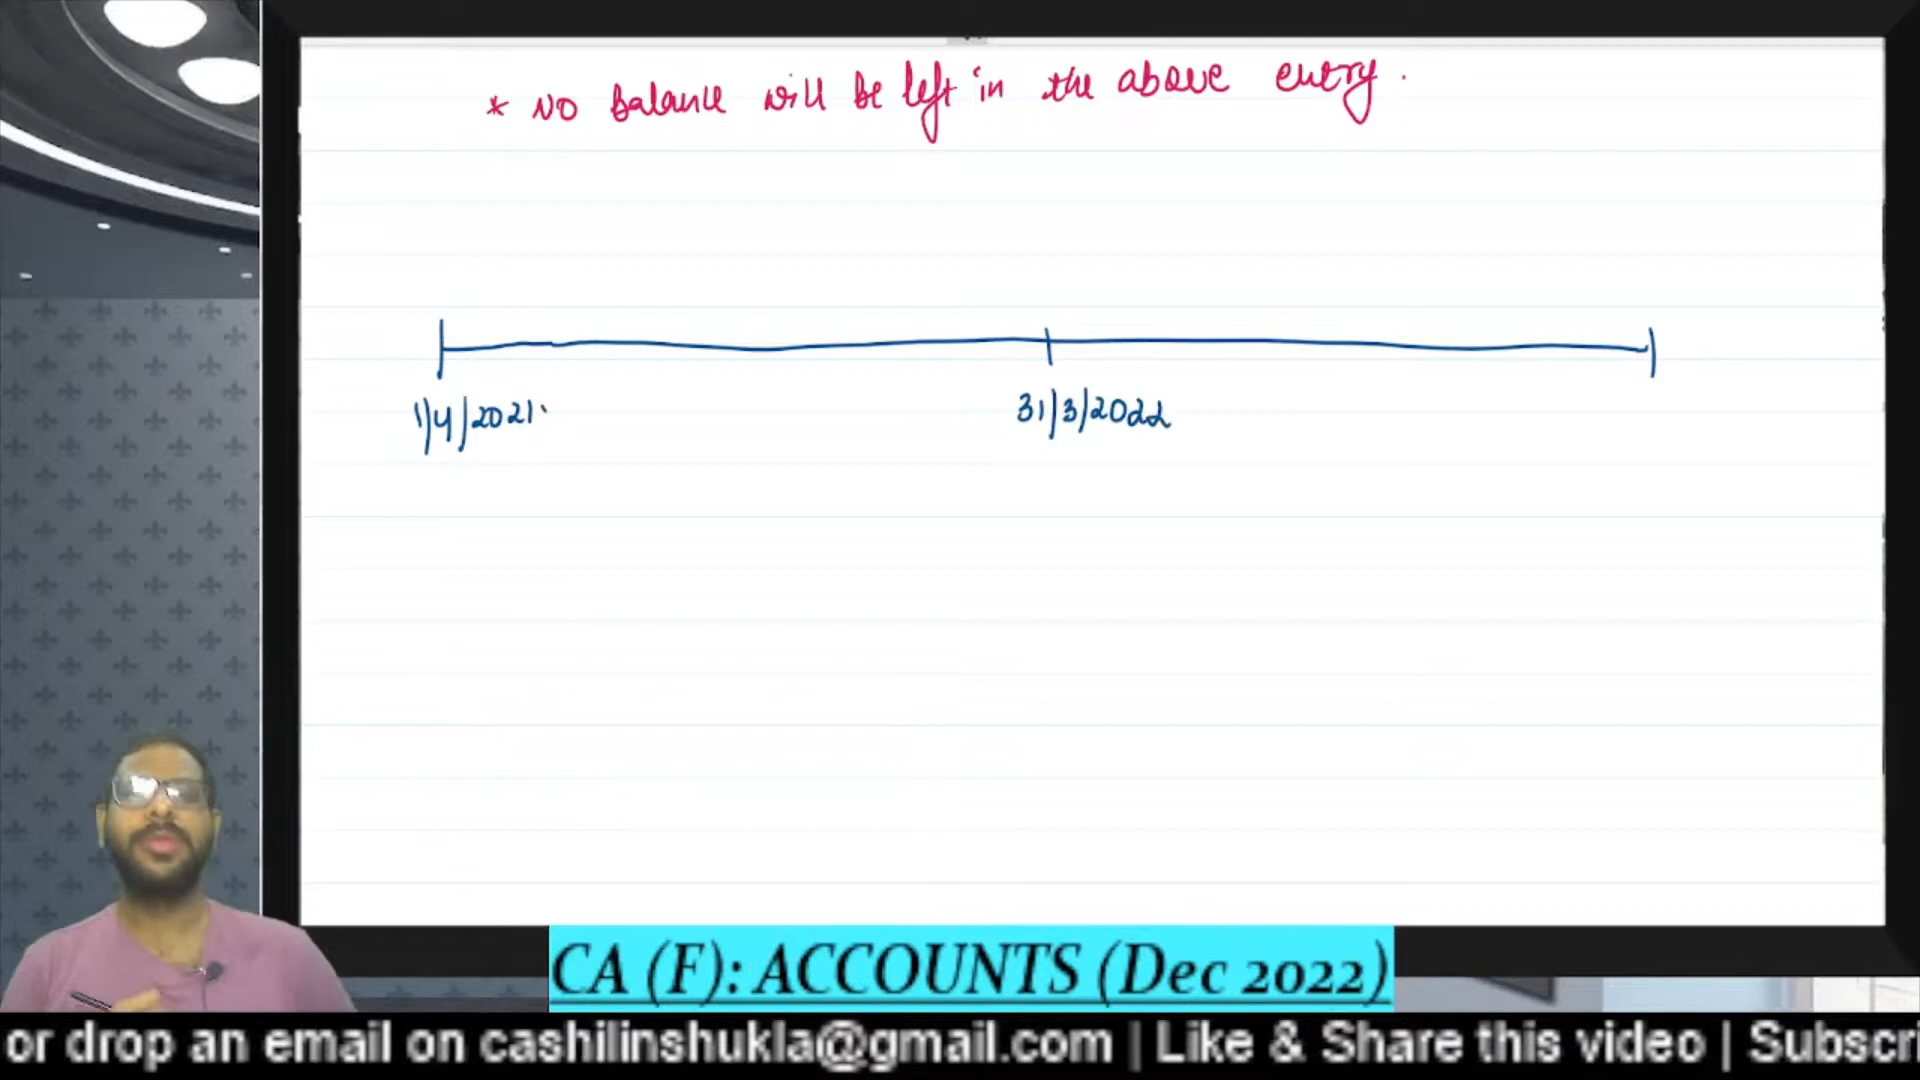 * NO Balance will be left in the above entry.
1/4/2021
31/3/2022
CA (F): ACCOUNTS (Dec 2022)
or drop an email on cashilinshukla@gmail.com | Like & Share this video | Subscri